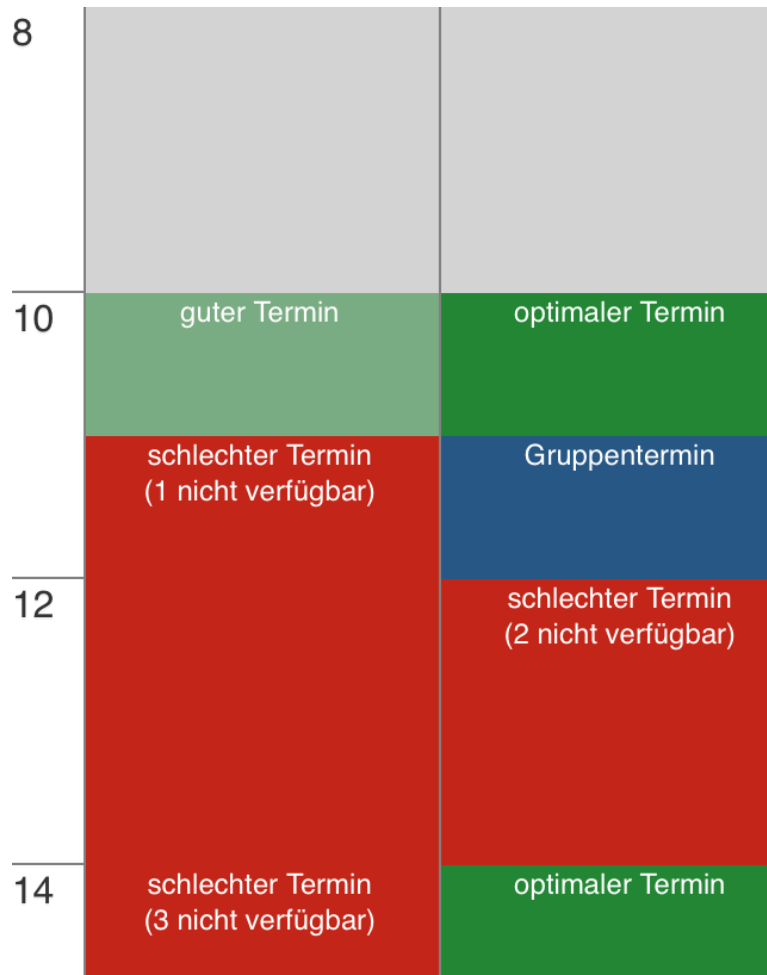 8
10
guter Termin
optimaler Termin
schlechter Termin
(1 nicht verfügbar)
Gruppentermin
12
schlechter Termin
(2 nicht verfügbar)
14
schlechter Termin
(3 nicht verfügbar)
optimaler Termin